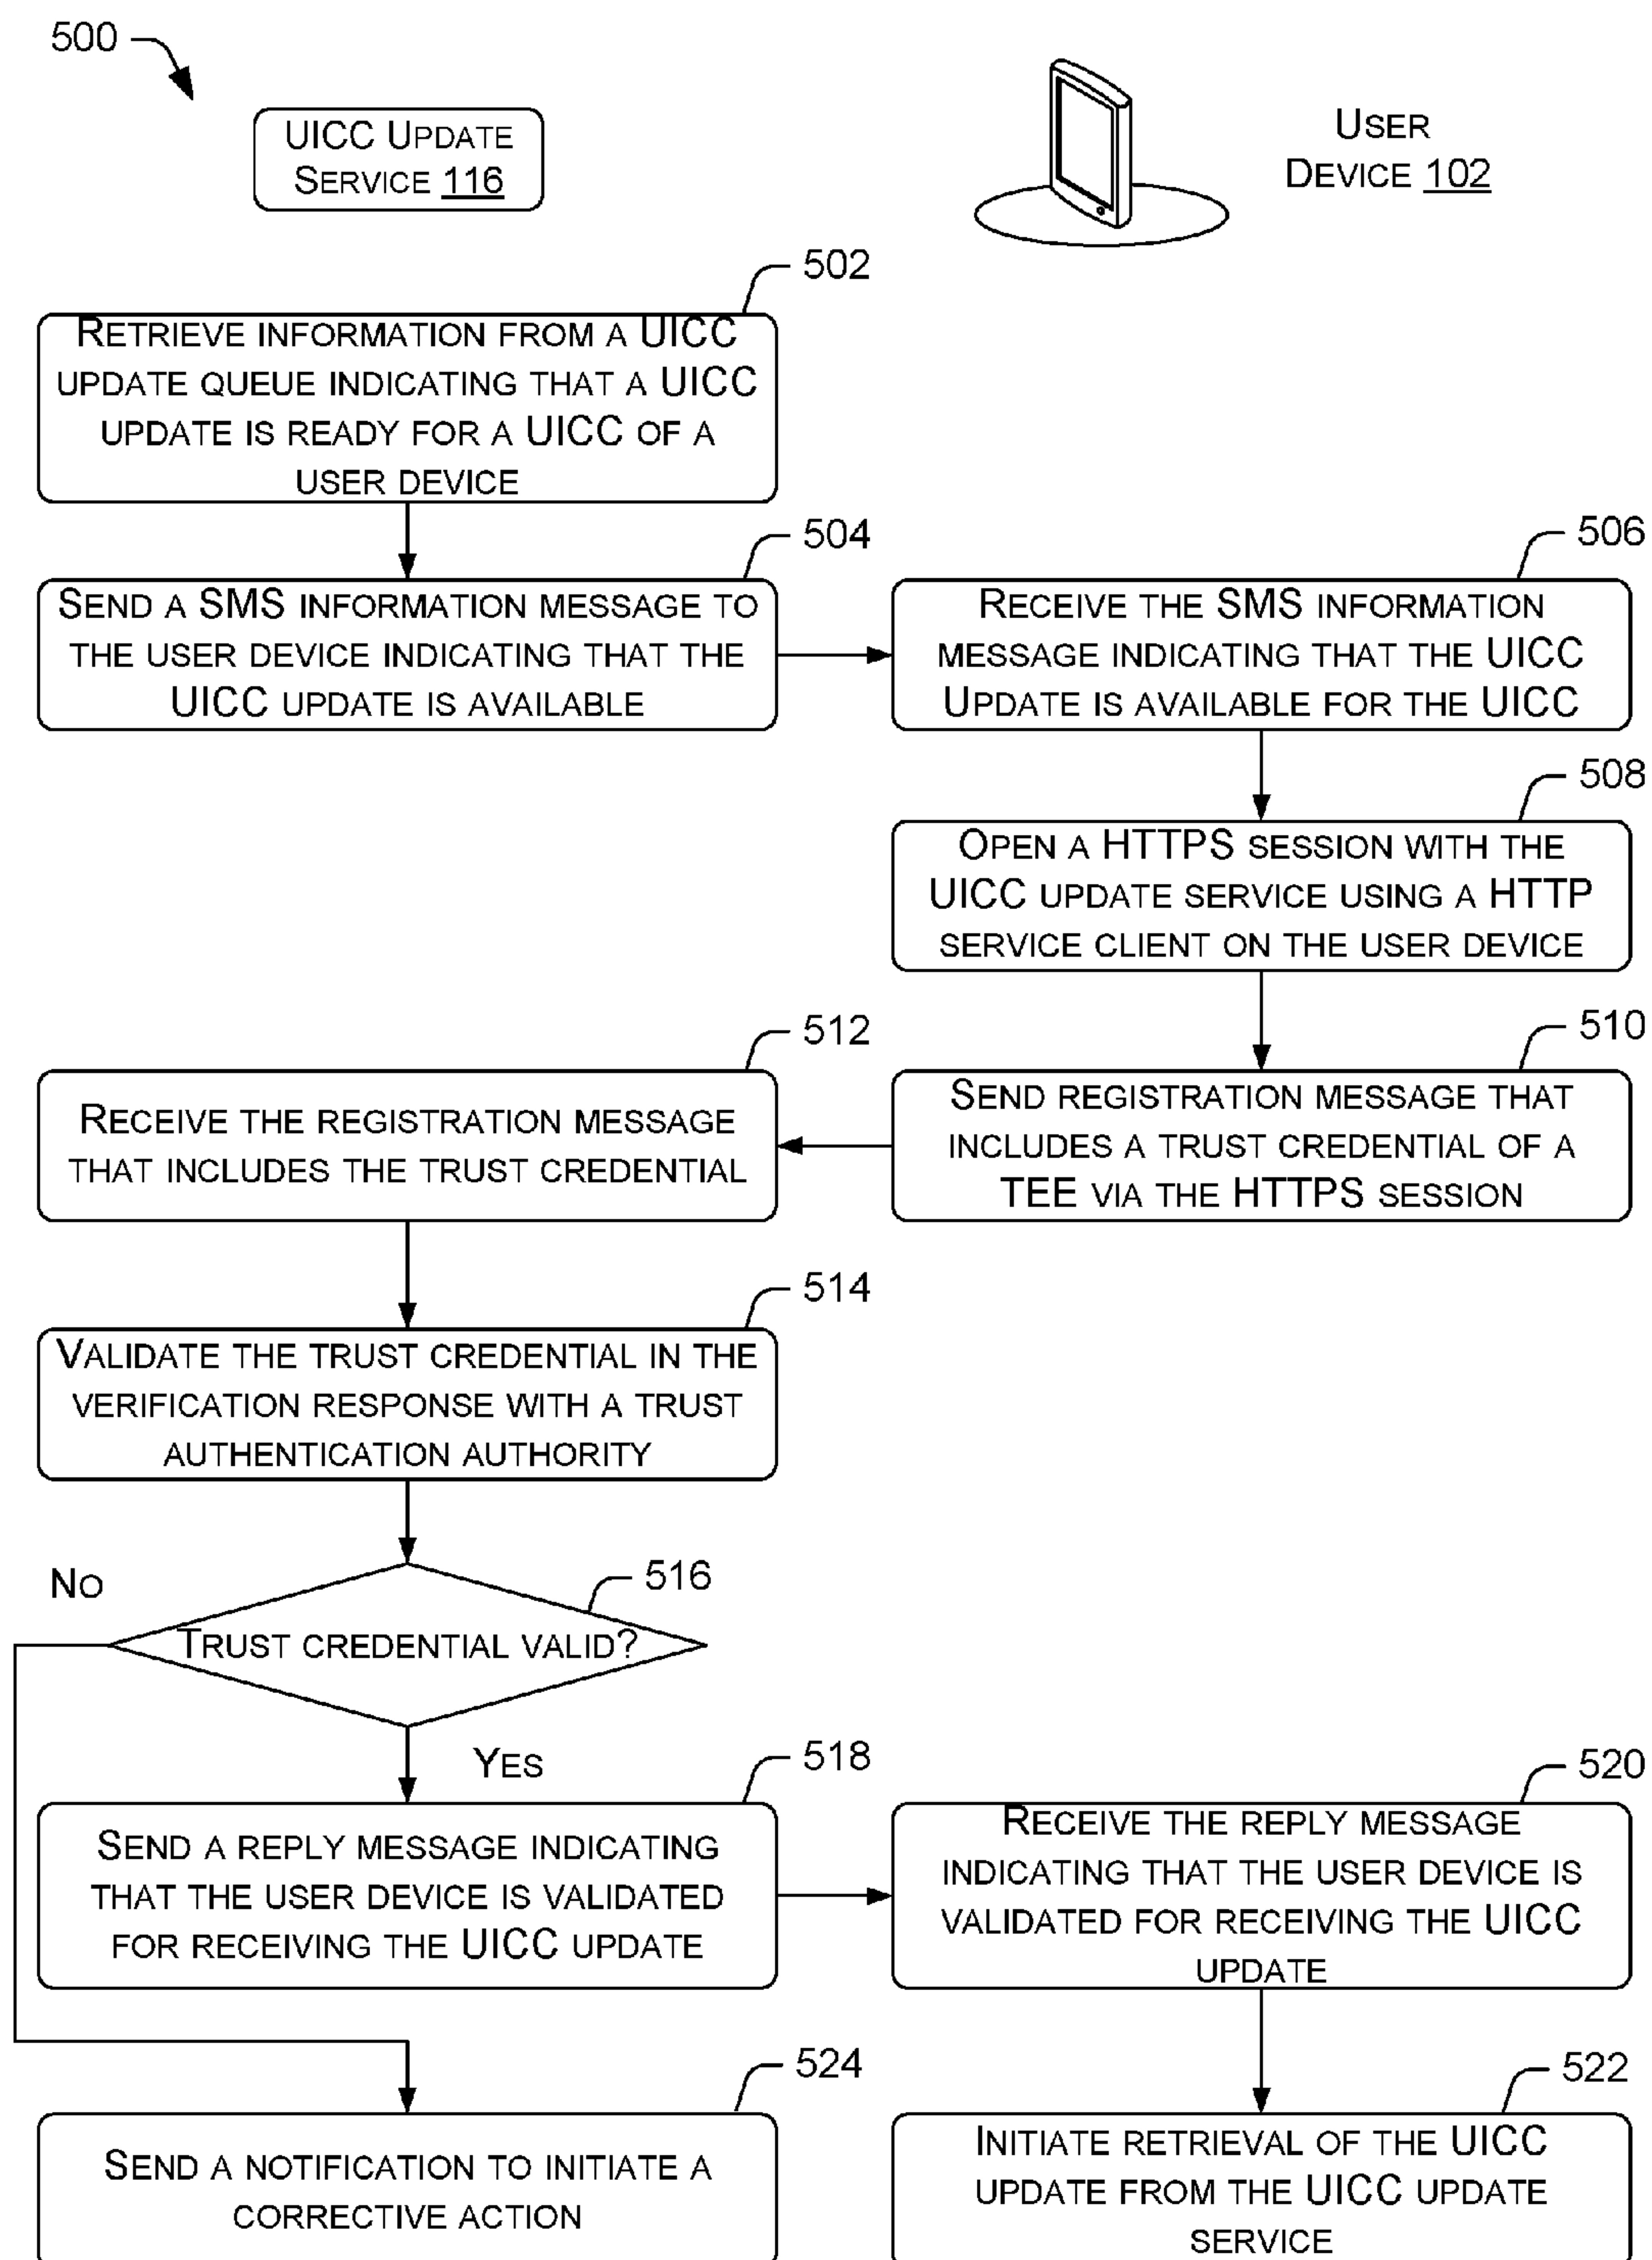 500
UICC UPDATE
SERVICE 116
USER
DEVICE 102
502
RETRIEVE INFORMATION FROM A UICC
UPDATE QUEUE INDICATING THAT A UICC
UPDATE IS READY FOR A UICC OF A
USER DEVICE
504
SEND A SMS INFORMATION MESSAGE TO
THE USER DEVICE INDICATING THAT THE
UICC UPDATE IS AVAILABLE
506
RECEIVE THE SMS INFORMATION
MESSAGE INDICATING THAT THE UICC
UPDATE IS AVAILABLE FOR THE UICC
508
OPEN A HTTPS SESSION WITH THE
UICC UPDATE SERVICE USING A HTTP
SERVICE CLIENT ON THE USER DEVICE
510
SEND REGISTRATION MESSAGE THAT
INCLUDES A TRUST CREDENTIAL OF A
TEE VIA THE HTTPS SESSION
512
RECEIVE THE REGISTRATION MESSAGE
THAT INCLUDES THE TRUST CREDENTIAL
514
VALIDATE THE TRUST CREDENTIAL IN THE
VERIFICATION RESPONSE WITH A TRUST
AUTHENTICATION AUTHORITY
516
NO
TRUST CREDENTIAL VALID?
YES
518
SEND A REPLY MESSAGE INDICATING
THAT THE USER DEVICE IS VALIDATED
FOR RECEIVING THE UICC UPDATE
520
RECEIVE THE REPLY MESSAGE
INDICATING THAT THE USER DEVICE IS
VALIDATED FOR RECEIVING THE UICC
UPDATE
524
SEND A NOTIFICATION TO INITIATE A
CORRECTIVE ACTION
522
INITIATE RETRIEVAL OF THE UICC
UPDATE FROM THE UICC UPDATE
SERVICE